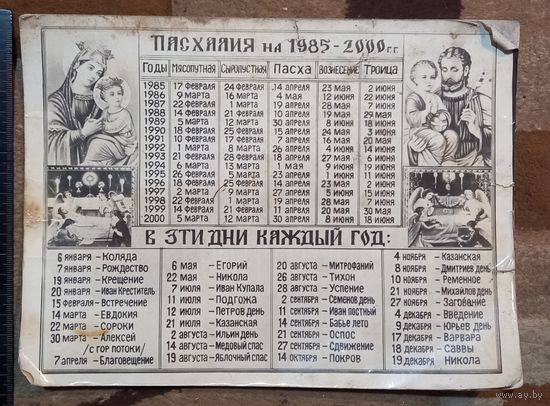 ПАСХАЛИЯ НА 1985-2000 г.г.
ГОДЫ МЯСОПУТНАЯ СЫРОПУСТНАЯ ПАСХА ВОЗНЕСЕНИЕ ТРОИЦА
1985 17 ФЕВРАЛЯ 24 ФЕВРАЛЯ 14 АПРЕЛЯ 23 МАЯ 2 ИЮНЯ
1986 9 МАРТА 16 МАРТА 4 МАЯ 12 ИЮНЯ 22 ИЮНЯ
1987 22 ФЕВРАЛЯ 1 МАРТА 19 АПРЕЛЯ 28 МАЯ 7 ИЮНЯ
1988 14 ФЕВРАЛЯ 21 ФЕВРАЛЯ 10 АПРЕЛЯ 19 МАЯ 29 МАЯ
1989 5 МАРТА 12 МАРТА 30 АПРЕЛЯ 8 ИЮНЯ 18 ИЮНЯ
1990 18 ФЕВРАЛЯ 25 ФЕВРАЛЯ 15 АПРЕЛЯ 24 МАЯ 3 ИЮНЯ
1991 10 ФЕВРАЛЯ 17 ФЕВРАЛЯ 7 АПРЕЛЯ 16 МАЯ МАЯ
1992 1 МАРТА 8 МАРТА 26 АПРЕЛЯ 4 ИЮНЯ 14 ИЮНЯ
1993 21 ФЕВРАЛЯ 28 ФЕВРАЛЯ 18 АПРЕЛЯ 27 МАЯ 6 ИЮНЯ
1994 6 МАРТА 13 МАРТА 1 МАЯ 9 ИЮНЯ 19 ИЮНЯ
1995 26 ФЕВРАЛЯ 5 МАРТА 23 АПРЕЛЯ 1 ИЮНЯ 11 ИЮНЯ
1996 18 ФЕВРАЛЯ 25 ФЕВРАЛЯ 14 АПРЕЛЯ 23 МАЯ 2 ИЮНЯ
1997 2 МАРТА 9 МАРТА 27 АПРЕЛЯ 5 ИЮНЯ 15 ИЮНЯ
1998 22 ФЕВРАЛЯ 1 МАРТА 19 АПРЕЛЯ 28 МАЯ 7 ИЮНЯ
1999 14 ФЕВРАЛЯ 21 ФЕВРАЛЯ 11 АПРЕЛЯ 20 МАЯ 30 МАЯ
2000 5 МАРТА 12 МАРТА 30 АПРЕЛЯ 8 ИЮНЯ 18 ИЮНЯ
В ЭТИ ДНИ КАЖДЫЙ ГОД:
6 ЯНВАРЯ - КОЛЯДА
7 ЯНВАРЯ - РОЖДЕСТВО
19 ЯНВАРЯ - КРЕЩЕНИЕ
20 ЯНВАРЯ - ИВАН КРЕСТИТЕЛЬ
15 ФЕВРАЛЯ - ВСТРЕЧЕНИЕ
14 МАРТА - ЕВДОКИЯ
22 МАРТА - СОРОКИ
30 МАРТА - АЛЕКСЕЙ
/С ГОР ПОТОКИ/
7 АПРЕЛЯ - БЛАГОВЕЩЕНИЕ
6 МАЯ - ЕГОРИЙ
22 МАЯ - НИКОЛА
7 ИЮЛЯ - ИВАН КУПАЛА
11 ИЮЛЯ - ПОДГОЖА
12 ИЮЛЯ - ПЕТРОВ ДЕНЬ
21 ИЮЛЯ - КАЗАНСКАЯ
2 АВГУСТА - ИЛЬИН ДЕНЬ
14 АВГУСТА - МЕДОВЫЙ СПАС
19 АВГУСТА - ЯБЛОЧНЫЙ СПАС
20 АВГУСТА - МИТРОФАНИЙ
26 АВГУСТА - ТИХОН
28 АВГУСТА - УСПЕНИЕ
2 СЕНТЯБРЯ - СЕМЕНОВ ДЕНЬ
11 СЕНТЯБРЯ - ИВАН ПОСТНЫЙ
14 СЕНТЯБРЯ - БАБЬЕ ЛЕТО
21 СЕНТЯБРЯ - ОСПОС
27 СЕНТЯБРЯ - СДВИЖЕНИЕ
14 ОКТЯБРЯ - ПОКРОВ
4 НОЯБРЯ - КАЗАНСКАЯ
8 НОЯБРЯ - ДМИТРИЕВ ДЕНЬ
10 НОЯБРЯ - РЕМЕННОЕ
21 НОЯБРЯ - МИХАЙЛОВ ДЕНЬ
27 НОЯБРЯ - ЗАГОВЕНИЕ
4 ДЕКАБРЯ - ВВЕДЕНИЕ
9 ДЕКАБРЯ - ЮРЬЕВ ДЕНЬ
17 ДЕКАБРЯ - ВАРВАРА
18 ДЕКАБРЯ - САВВЫ
19 ДЕКАБРЯ - НИКОЛА
www.ay.by